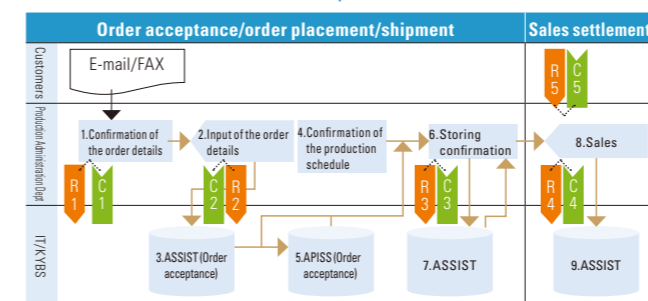 Order acceptance/order placement/shipment
Sales settlement
Customers
E-mail/FAX
R
5
C
5
Production Administration Dept
1.Confirmation of
the order details
2.Input of the order
details
4.Confirmation of
the production
schedule
6.Storing
confirmation
8.Sales
R
1
C
1
C
2
R
2
R
3
C
3
R
4
C
4
IT/KYBS
3.ASSIST(Order
acceptance)
5.APISS(Order
acceptance)
7.ASSIST
9.ASSIST